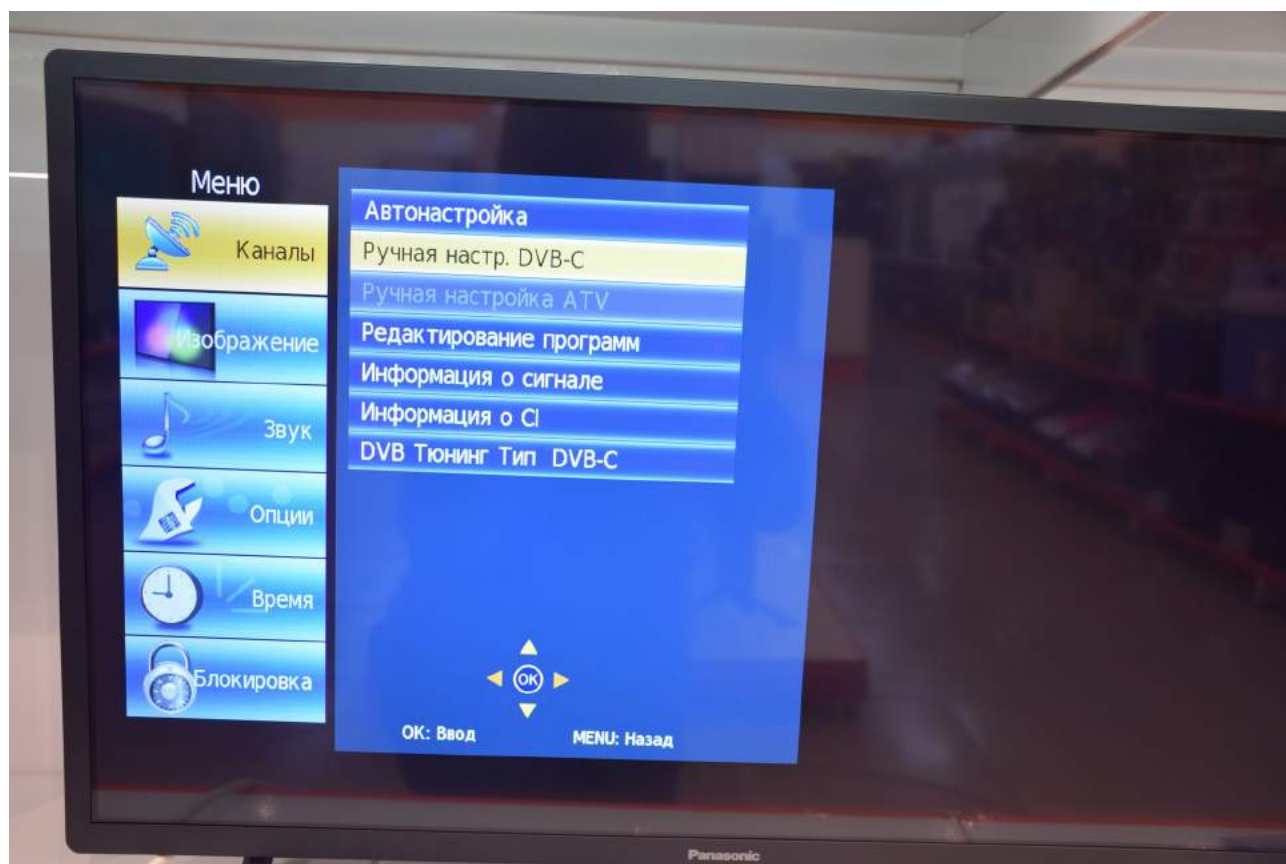 Меню
Каналы
Изображение
Звук
Опции
Время
Блокировка
Автонастройка
Ручная настр. DVB-C
Ручная настройка ATV
Редактирование программ
Информация о сигнале
Информация о CI
DVB Тюнинг Тип DVB-C
OK
OK: Ввод
MENU: Назад
Panasonic